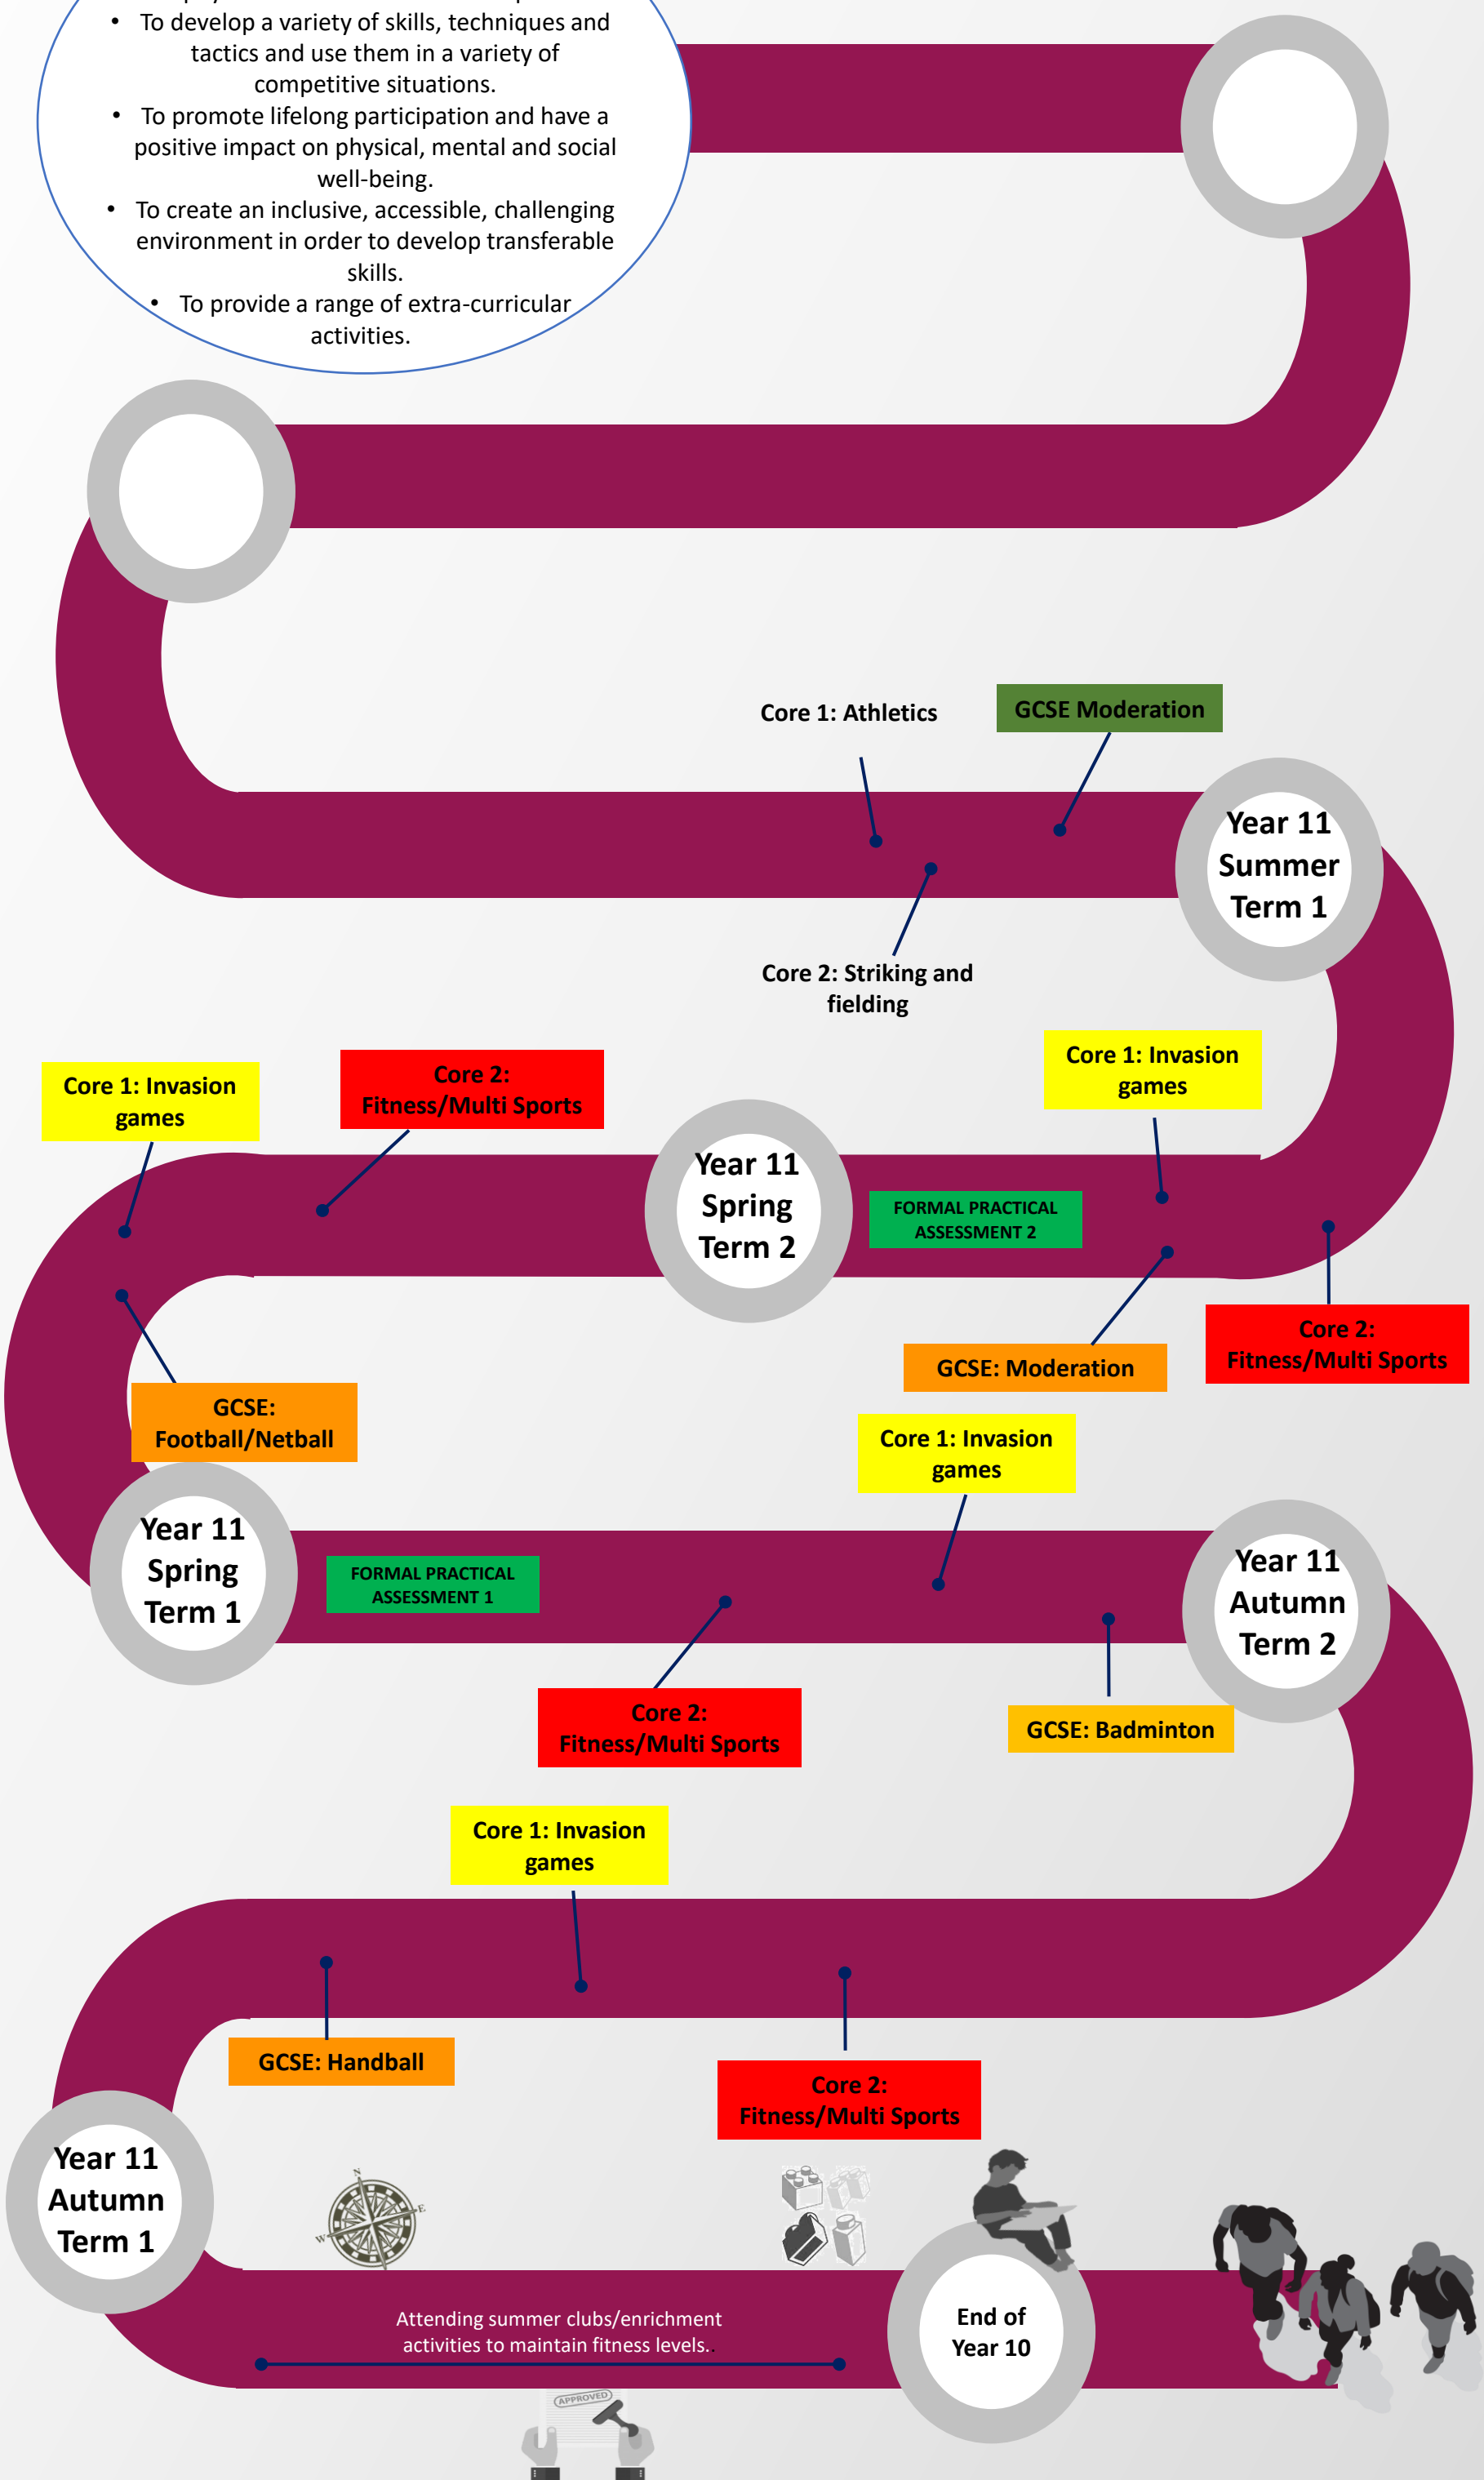 • To develop a variety of skills, techniques and
tactics and use them in a variety of
competitive situations.
• To promote lifelong participation and have a
positive impact on physical, mental and social
well-being.
• To create an inclusive, accessible, challenging
environment in order to develop transferable
skills.
• To provide a range of extra-curricular
activities.
Core 1: Athletics
GCSE Moderation
Year 11
Summer
Term 1
Core 2: Striking and
fielding
Core 1: Invasion
games
Core 2:
Fitness/Multi Sports
Core 1: Invasion
games
Year 11
Spring
Term 2
FORMAL PRACTICAL
ASSESSMENT 2
GCSE: Moderation
Core 2:
Fitness/Multi Sports
GCSE:
Football/Netball
Core 1: Invasion
games
Year 11
Spring
Term 1
FORMAL PRACTICAL
ASSESSMENT 1
Year 11
Autumn
Term 2
Core 2:
Fitness/Multi Sports
GCSE: Badminton
Core 1: Invasion
games
GCSE: Handball
Core 2:
Fitness/Multi Sports
Year 11
Autumn
Term 1
N
E
W
Attending summer clubs/enrichment
activities to maintain fitness levels..
End of
Year 10
APPROVED